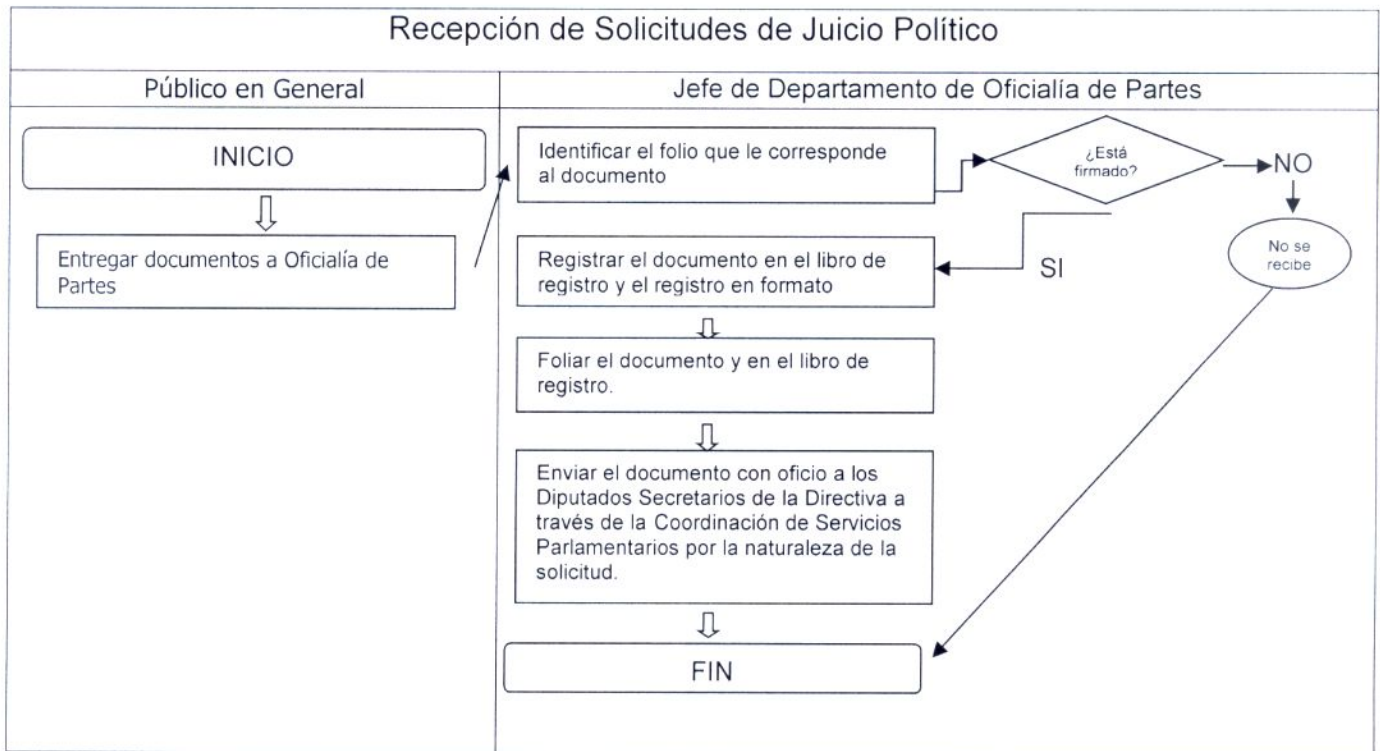 Recepción de Solicitudes de Juicio Político
Público en General
Jefe de Departamento de Oficialía de Partes
INICIO
Entregar documentos a Oficialía de
Partes
Identificar el folio que le corresponde
al documento
¿Está
firmado?
NO
No se
recibe
SI
Registrar el documento en el libro de
registro y el registro en formato
Foliar el documento y en el libro de
registro.
Enviar el documento con oficio a los
Diputados Secretarios de la Directiva a
través de la Coordinación de Servicios
Parlamentarios por la naturaleza de la
solicitud.
FIN